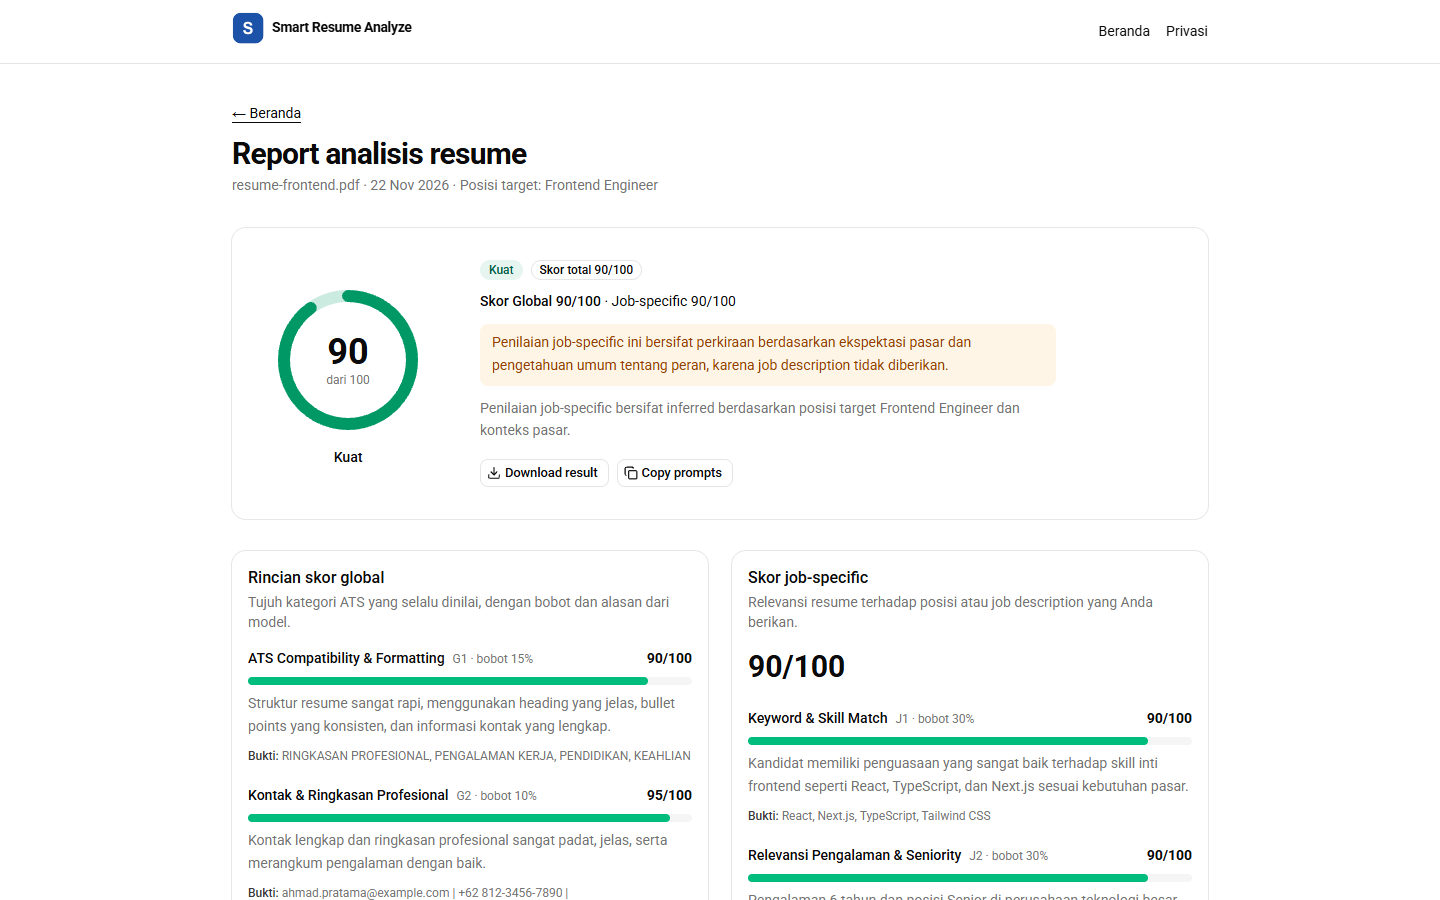 S Smart Resume Analyze
Beranda Privasi
← Beranda
Report analisis resume
resume-frontend.pdf · 22 Nov 2026 · Posisi target: Frontend Engineer
90
dari 100
Kuat
Kuat Skor total 90/100
Skor Global 90/100 · Job-specific 90/100
Penilaian job-specific ini bersifat perkiraan berdasarkan ekspektasi pasar dan
pengetahuan umum tentang peran, karena job description tidak diberikan.
Penilaian job-specific bersifat inferred berdasarkan posisi target Frontend Engineer dan
konteks pasar.
Download result Copy prompts
Rincian skor global
Tujuh kategori ATS yang selalu dinilai, dengan bobot dan alasan dari
model.
ATS Compatibility & Formatting G1 · bobot 15% 90/100
Struktur resume sangat rapi, menggunakan heading yang jelas, bullet
points yang konsisten, dan informasi kontak yang lengkap.
Bukti: RINGKASAN PROFESIONAL, PENGALAMAN KERJA, PENDIDIKAN, KEAHLIAN
Kontak & Ringkasan Profesional G2 · bobot 10% 95/100
Kontak lengkap dan ringkasan profesional sangat padat, jelas, serta
merangkum pengalaman dengan baik.
Bukti: ahmad.pratama@example.com | +62 812-3456-7890 |
Skor job-specific
Relevansi resume terhadap posisi atau job description yang Anda
berikan.
90/100
Keyword & Skill Match J1 · bobot 30% 90/100
Kandidat memiliki penguasaan yang sangat baik terhadap skill inti
frontend seperti React, TypeScript, dan Next.js sesuai kebutuhan pasar.
Bukti: React, Next.js, TypeScript, Tailwind CSS
Relevansi Pengalaman & Seniority J2 · bobot 30% 90/100
Pengalaman 6 tahun dan posisi Senior di perusahaan teknologi besar